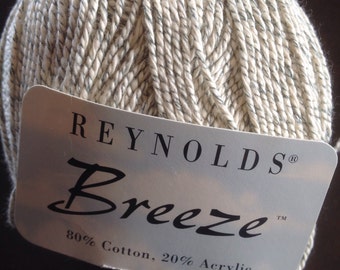 REYNOLDS®
Breeze™
80% Cotton, 20% Acrylic